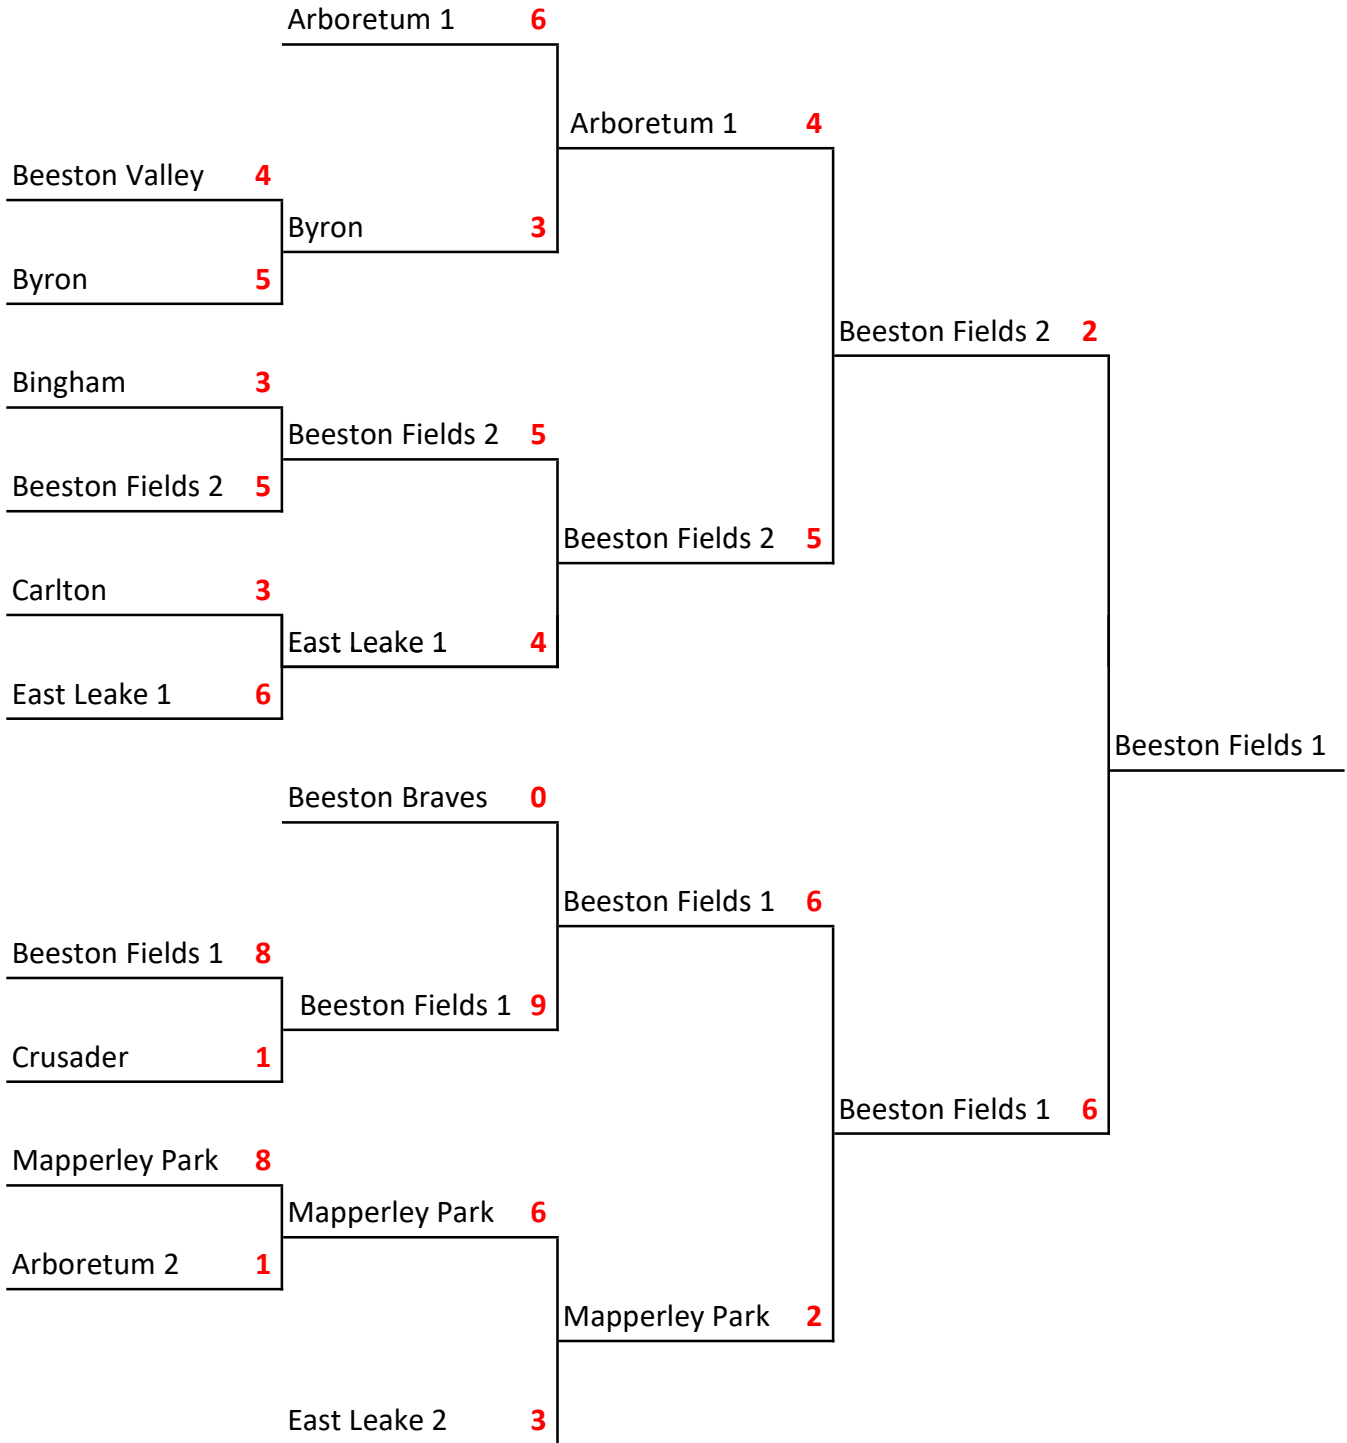 Arboretum 1 6
Arboretum 1 4
Beeston Valley 4
Byron 3
Byron 5
Beeston Fields 2 2
Bingham 3
Beeston Fields 2 5
Beeston Fields 2 5
Beeston Fields 2 5
Carlton 3
East Leake 1 4
East Leake 1 6
Beeston Fields 1
Beeston Braves 0
Beeston Fields 1 6
Beeston Fields 1 8
Beeston Fields 1 9
Crusader 1
Beeston Fields 1 6
Mapperley Park 8
Mapperley Park 6
Arboretum 2 1
Mapperley Park 2
East Leake 2 3